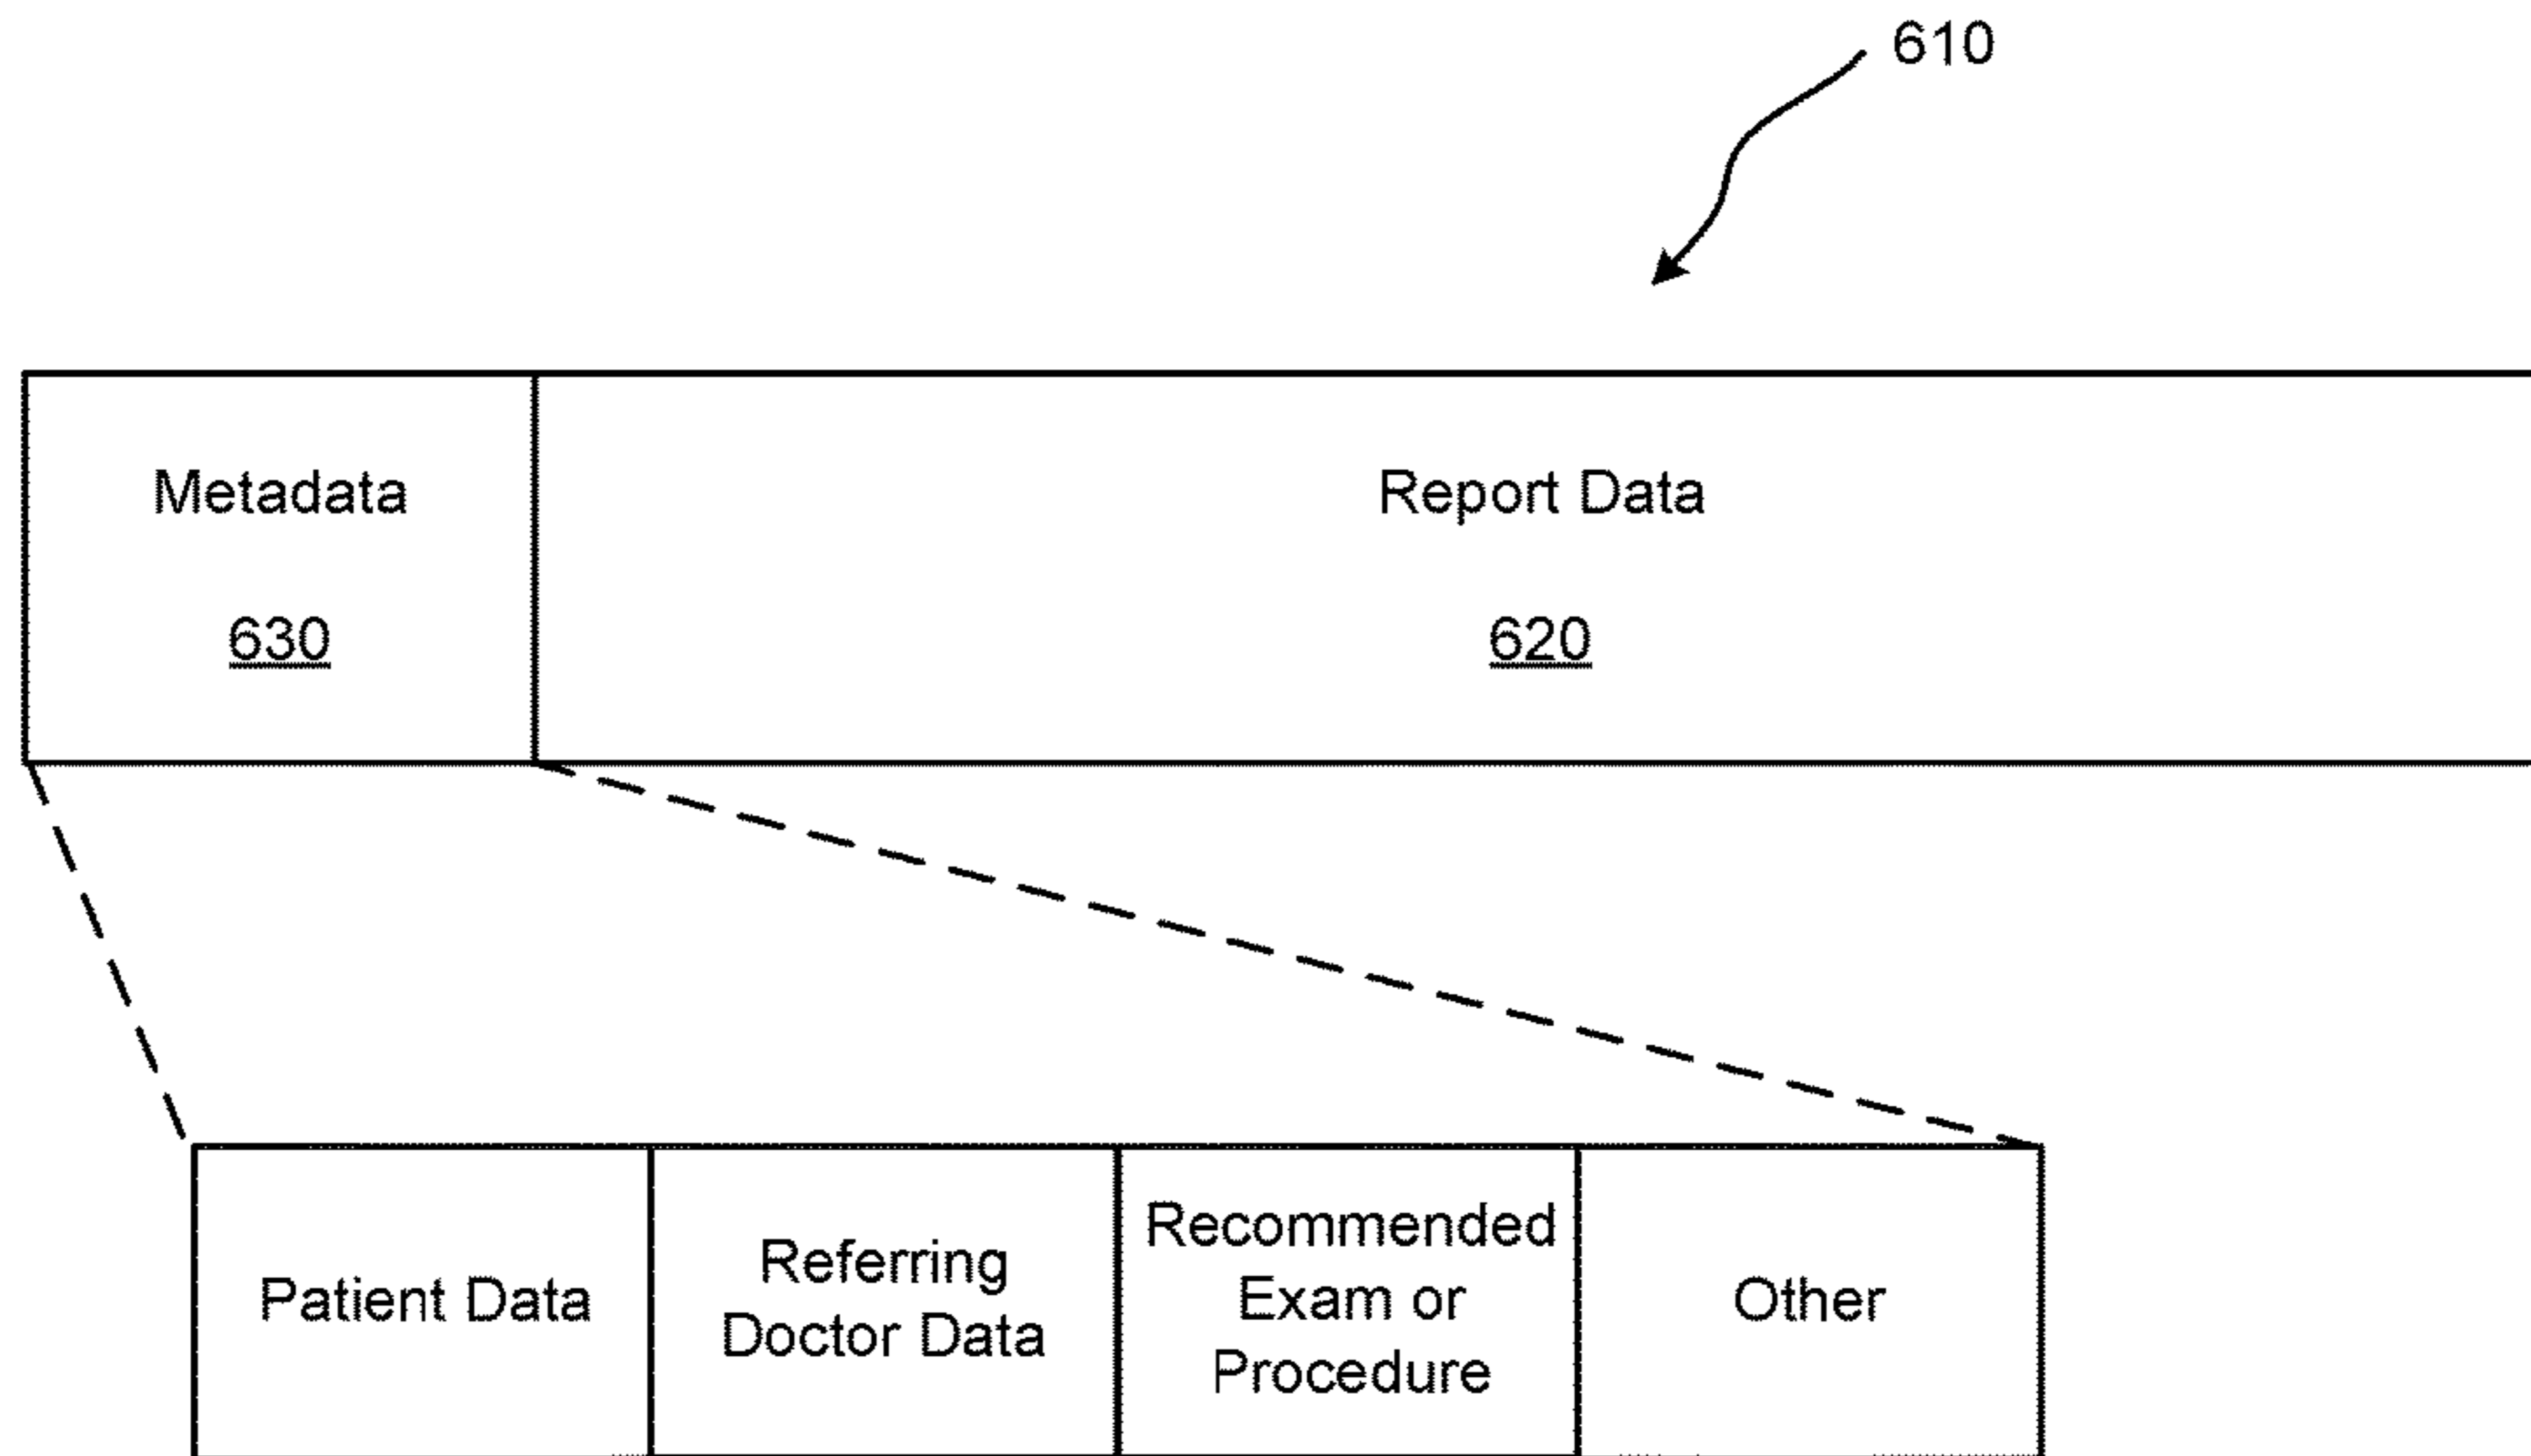 610
Metadata
630
Report Data
620
Patient Data
Referring
Doctor Data
Recommended
Exam or
Procedure
Other